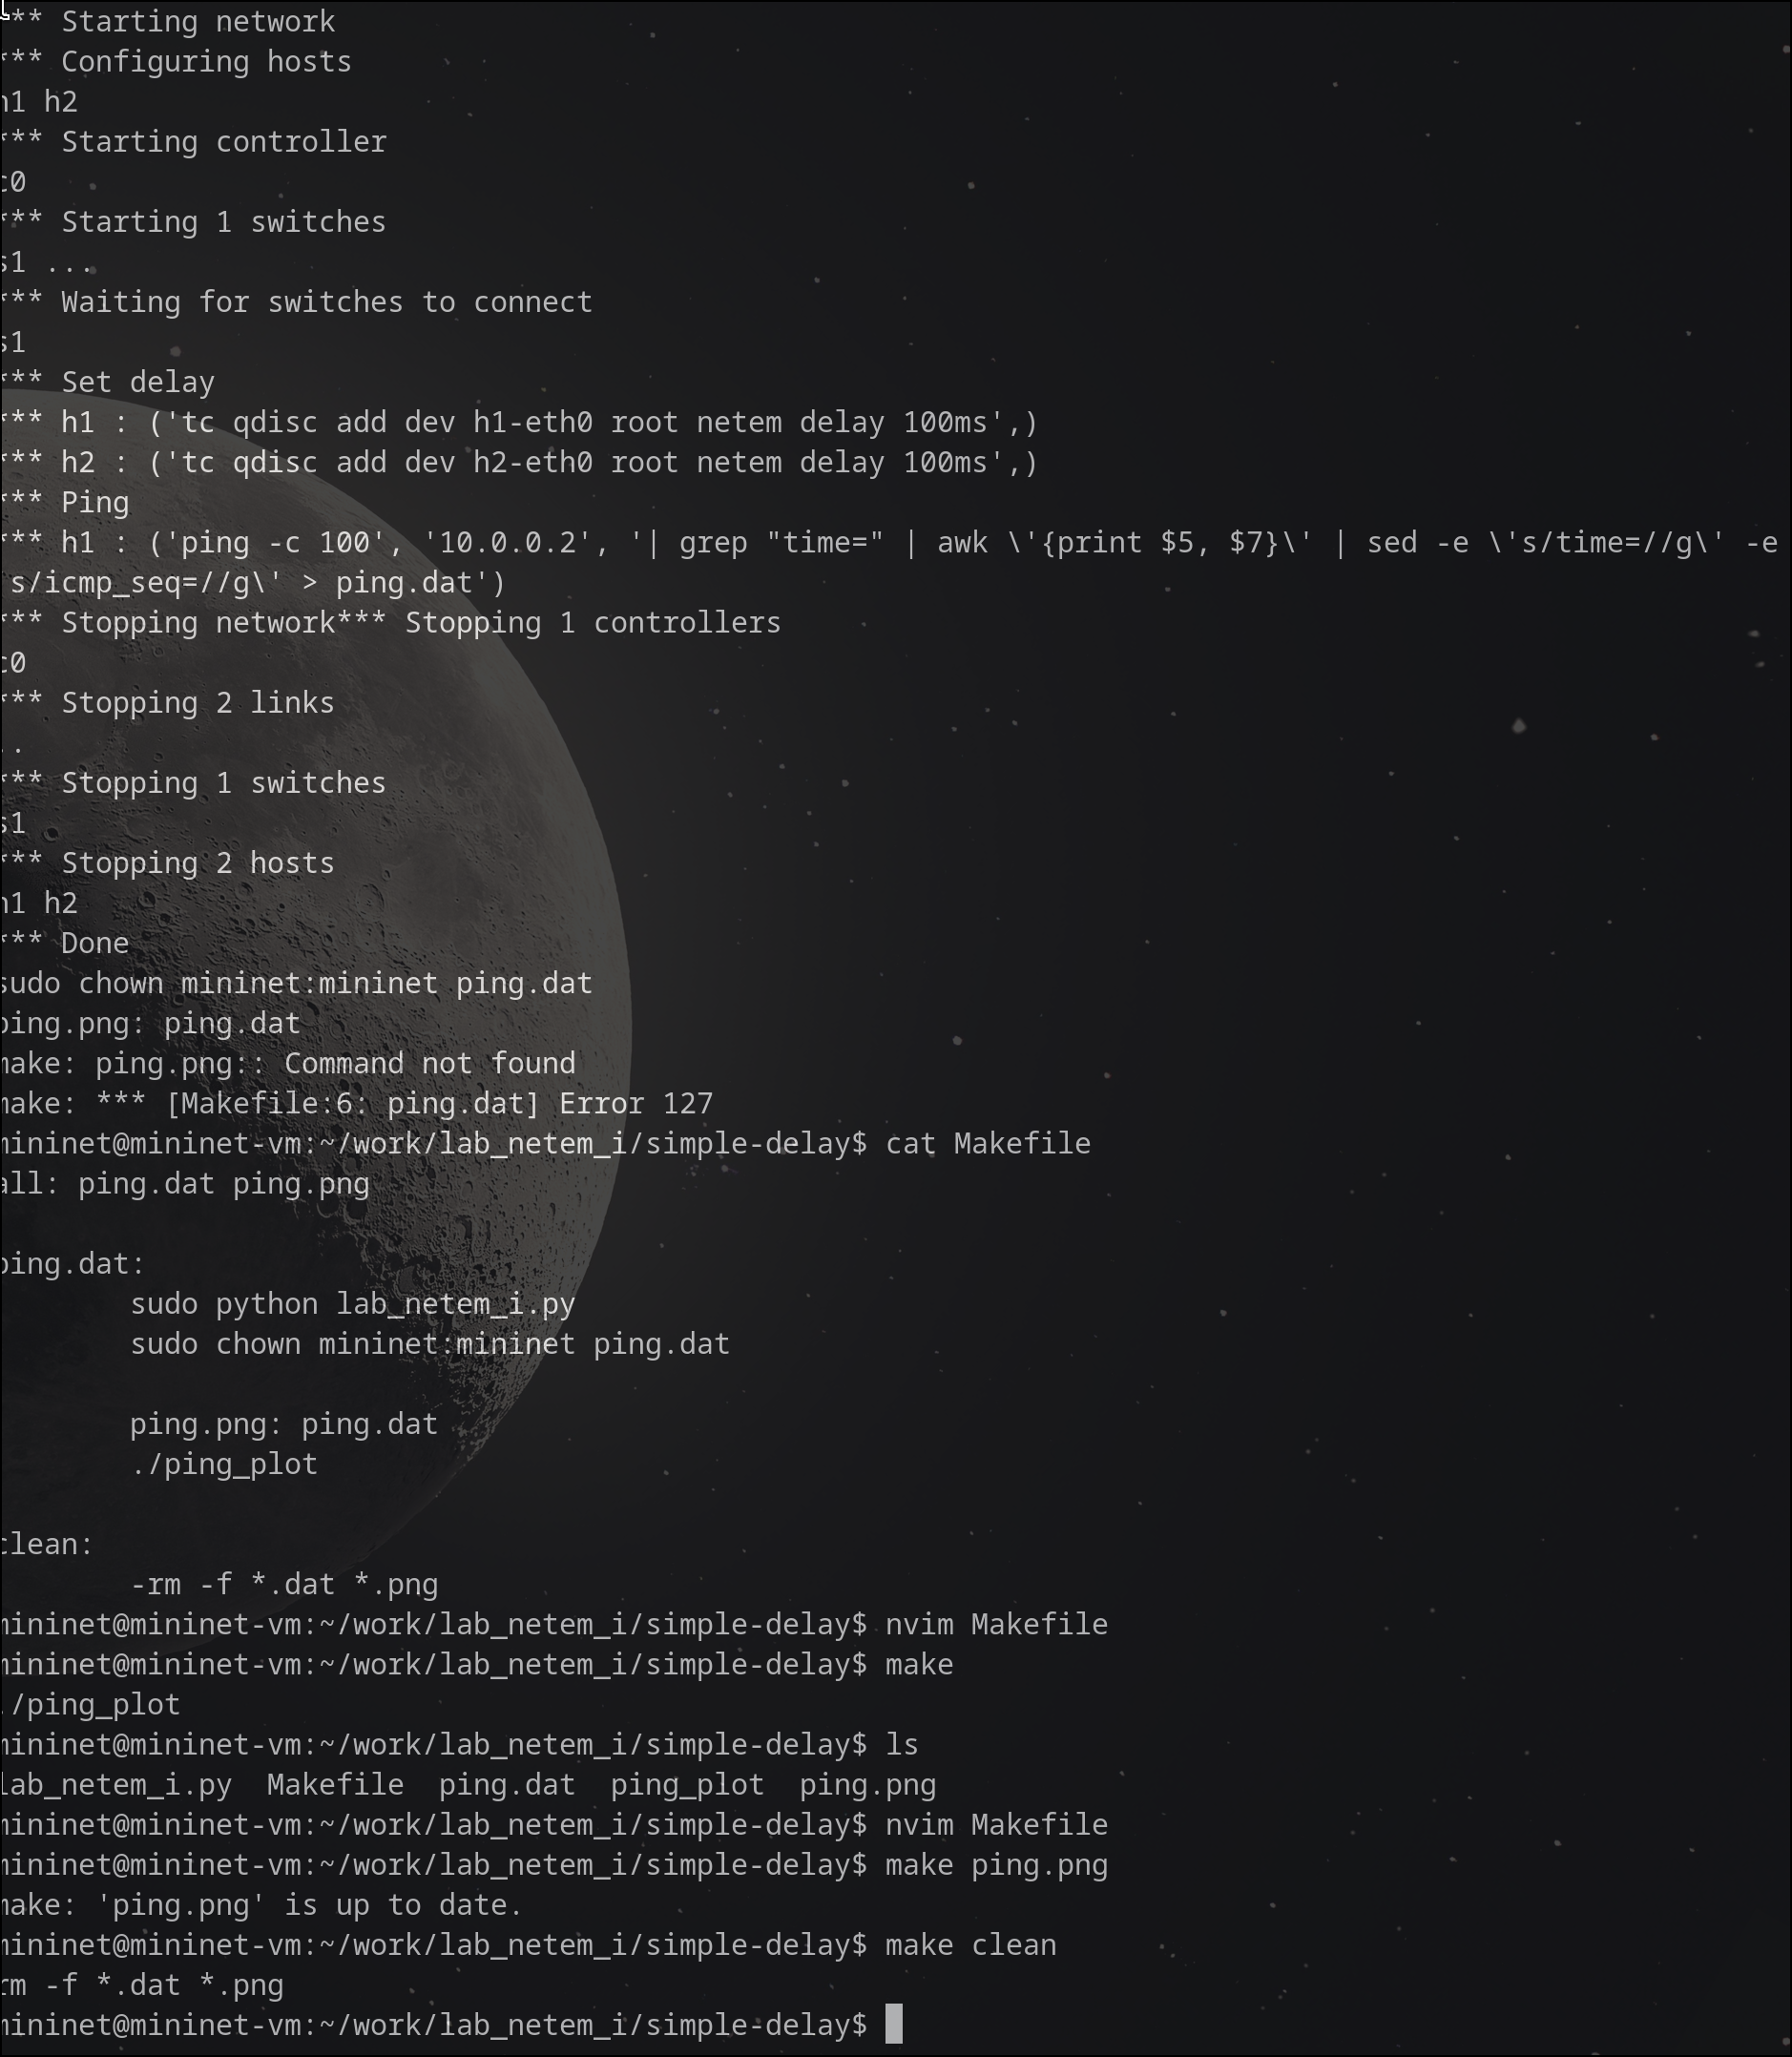 *** Starting network
*** Configuring hosts
h1 h2
*** Starting controller
c0
*** Starting 1 switches
s1 ...
*** Waiting for switches to connect
s1
*** Set delay
*** h1 : ('tc qdisc add dev h1-eth0 root netem delay 100ms',)
*** h2 : ('tc qdisc add dev h2-eth0 root netem delay 100ms',)
*** Ping
*** h1 : ('ping -c 100', '10.0.0.2', '| grep "time=" | awk \'{print $5, $7}\' | sed -e \'s/time=//g\' -e
s/icmp_seq=//g\' > ping.dat')
*** Stopping network*** Stopping 1 controllers
c0
*** Stopping 2 links
..
*** Stopping 1 switches
s1
*** Stopping 2 hosts
h1 h2
*** Done
sudo chown mininet:mininet ping.dat
ping.png: ping.dat
make: ping.png:: Command not found
make: *** [Makefile:6: ping.dat] Error 127
mininet@mininet-vm:~/work/lab_netem_i/simple-delay$ cat Makefile
all: ping.dat ping.png
ping.dat:
sudo python lab_netem_i.py
sudo chown mininet:mininet ping.dat
ping.png: ping.dat
./ping_plot
clean:
-rm -f *.dat *.png
mininet@mininet-vm:~/work/lab_netem_i/simple-delay$ nvim Makefile
mininet@mininet-vm:~/work/lab_netem_i/simple-delay$ make
./ping_plot
mininet@mininet-vm:~/work/lab_netem_i/simple-delay$ ls
lab_netem_i.py  Makefile  ping.dat  ping_plot  ping.png
mininet@mininet-vm:~/work/lab_netem_i/simple-delay$ nvim Makefile
mininet@mininet-vm:~/work/lab_netem_i/simple-delay$ make ping.png
make: 'ping.png' is up to date.
mininet@mininet-vm:~/work/lab_netem_i/simple-delay$ make clean
rm -f *.dat *.png
mininet@mininet-vm:~/work/lab_netem_i/simple-delay$